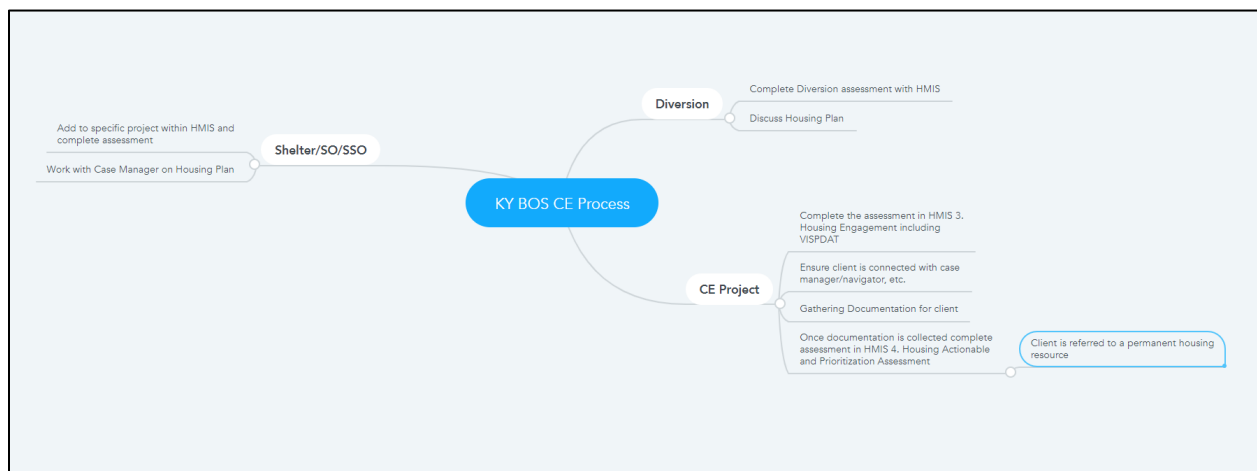 KY BOS CE Process
Diversion
Complete Diversion assessment with HMIS
Discuss Housing Plan
Shelter/SO/SSO
Add to specific project within HMIS and
complete assessment
Work with Case Manager on Housing Plan
CE Project
Complete the assessment in HMIS 3.
Housing Engagement including
VISPDAT
Ensure client is connected with case
manager/navigator, etc.
Gathering Documentation for client
Once documentation is collected complete
assessment in HMIS 4. Housing Actionable
and Prioritization Assessment
Client is referred to a permanent housing
resource